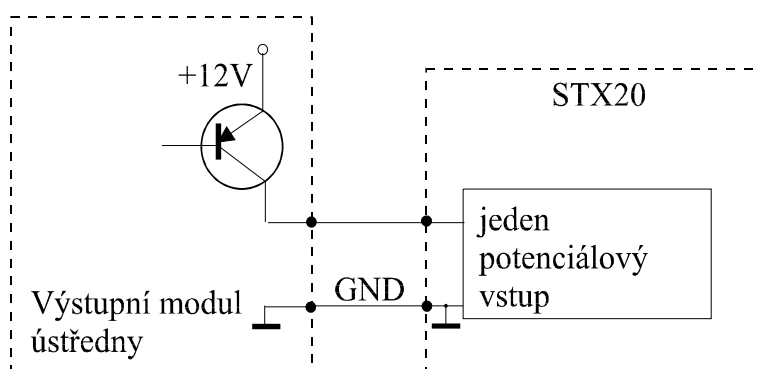 +12V
STX20
jeden
potenciálový
vstup
GND
Výstupní modul
ústředny